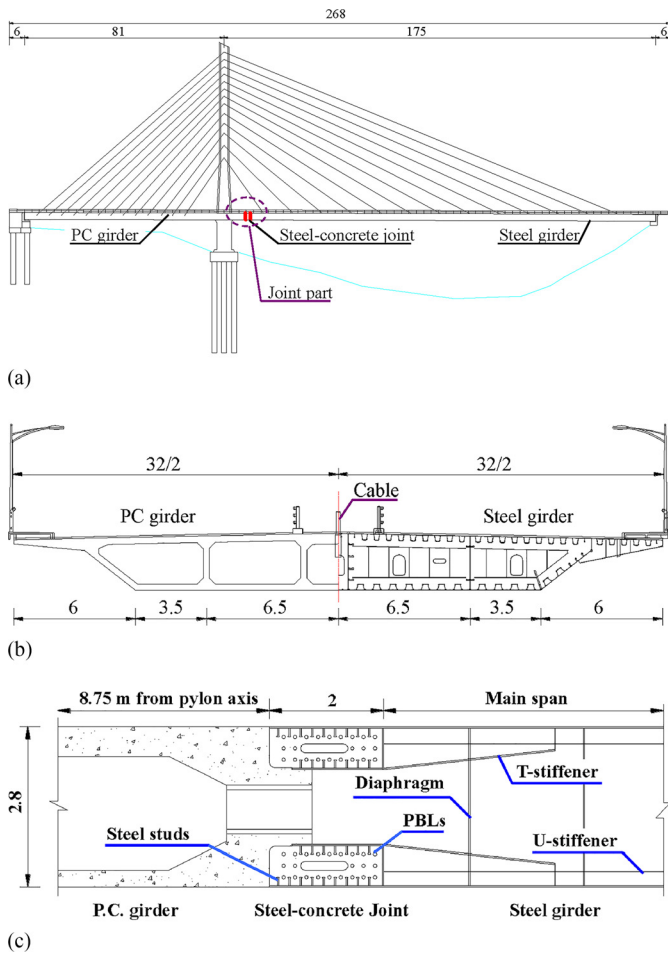 268
6 81 175 6
PC girder Steel-concrete joint Steel girder
Joint part
(a)
32/2 32/2
Cable
PC girder Steel girder
6 3.5 6.5 6.5 3.5 6
(b)
8.75 m from pylon axis 2 Main span
2.8
T-stiffener
Diaphragm
PBLs
Steel studs
U-stiffener
P.C. girder Steel-concrete Joint Steel girder
(c)